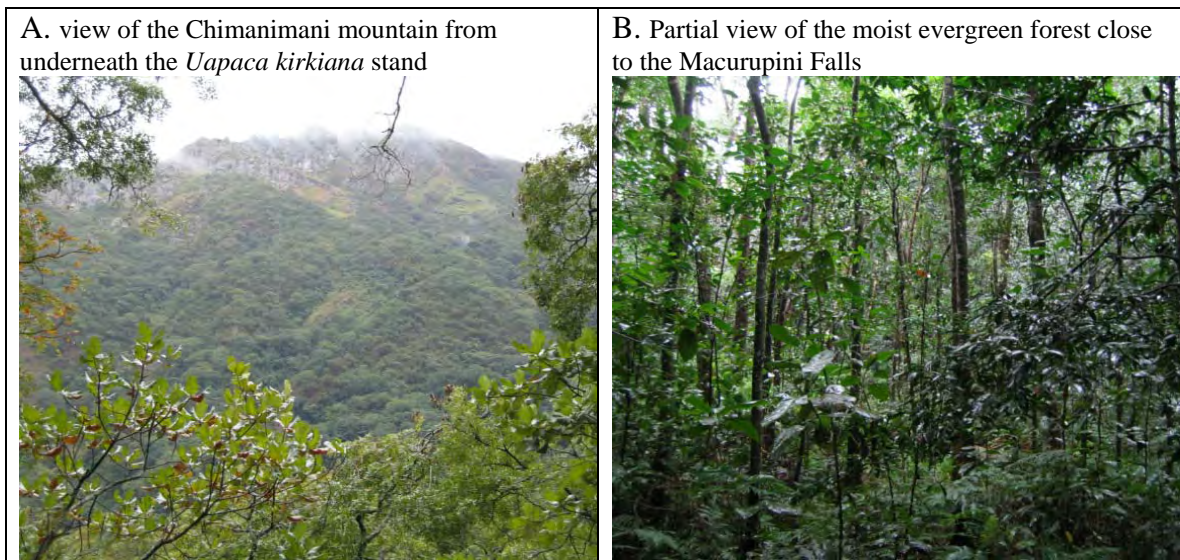 A. view of the Chimanimani mountain from
underneath the Uapaca kirkiana stand
B. Partial view of the moist evergreen forest close
to the Macurupini Falls